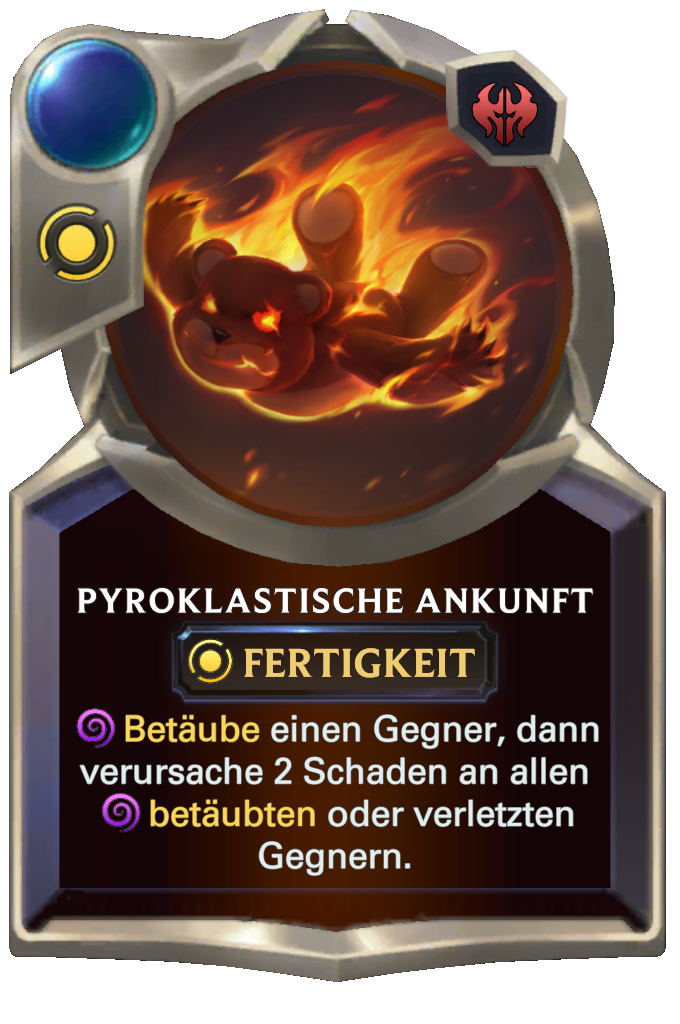 PYROKLASTISCHE ANKUNFT
FERTIGKEIT
Betäube einen Gegner, dann
verursache 2 Schaden an allen
betäubten oder verletzten
Gegnern.